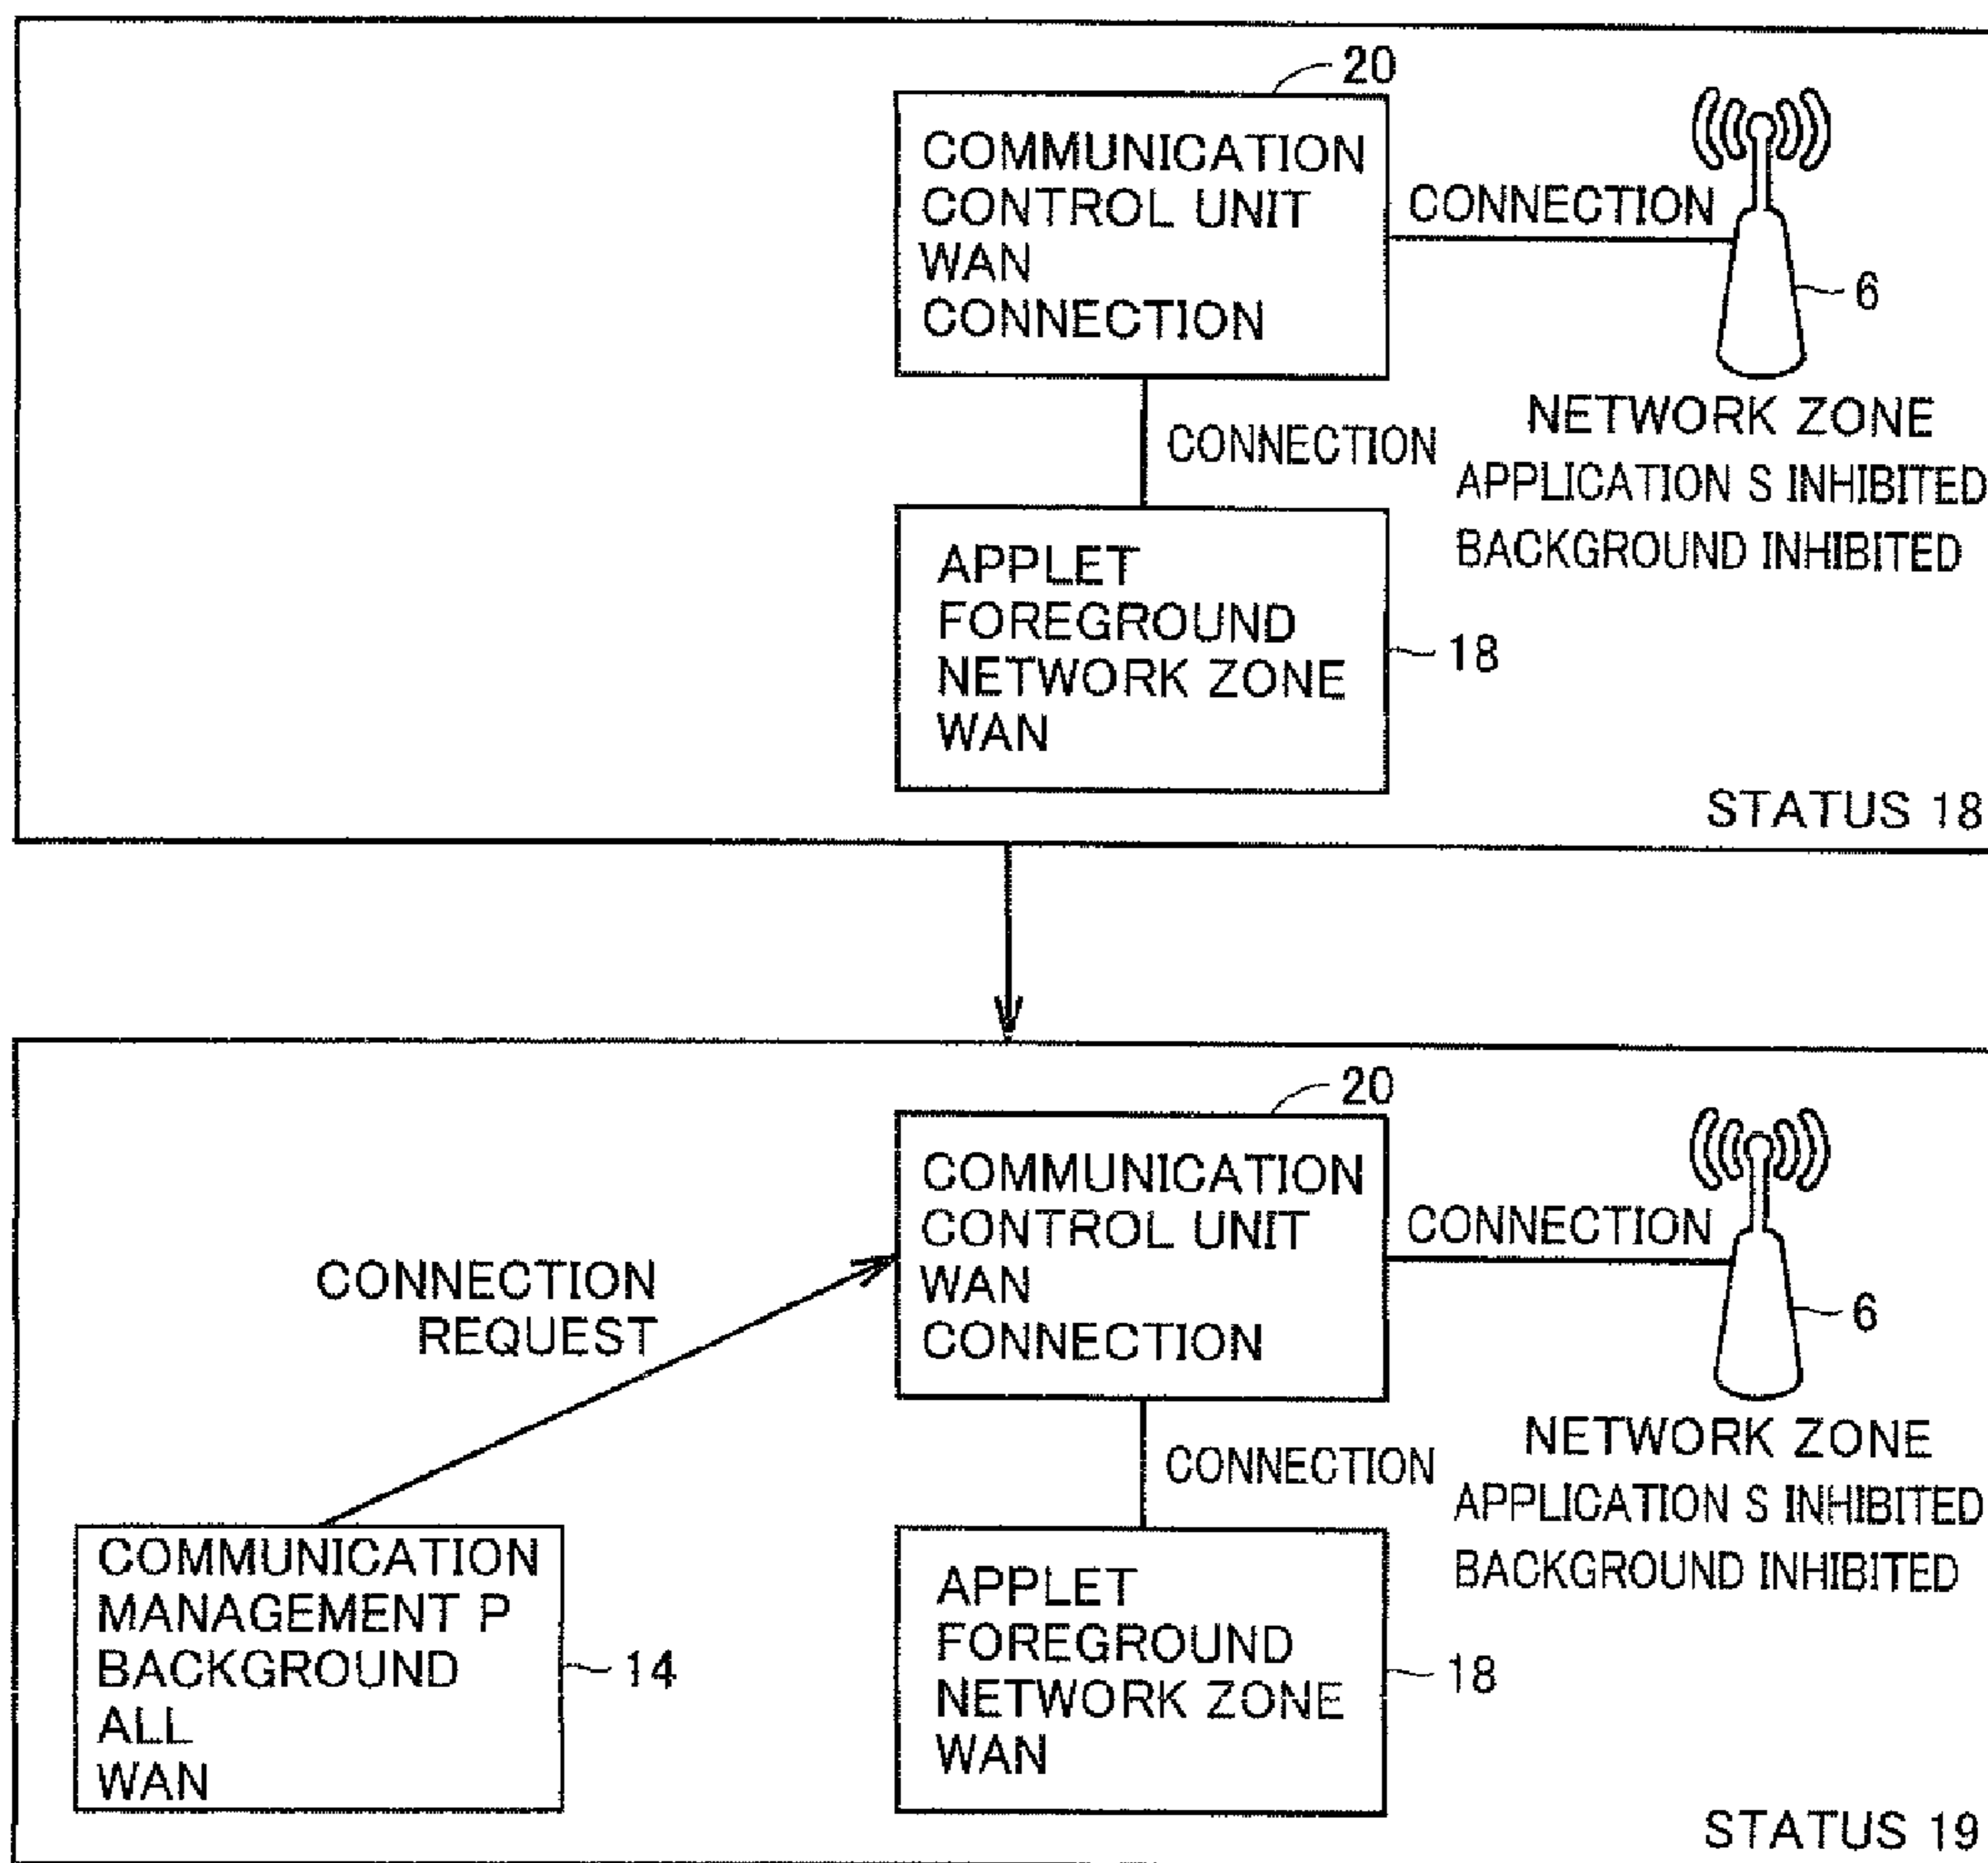 20
COMMUNICATION
CONTROL UNIT
WAN
CONNECTION
CONNECTION
6
NETWORK ZONE
APPLICATION S INHIBITED
BACKGROUND INHIBITED
CONNECTION
APPLET
FOREGROUND
NETWORK ZONE
WAN
18
STATUS 18
20
COMMUNICATION
CONTROL UNIT
WAN
CONNECTION
CONNECTION
6
NETWORK ZONE
APPLICATION S INHIBITED
BACKGROUND INHIBITED
CONNECTION
REQUEST
CONNECTION
COMMUNICATION
MANAGEMENT P
BACKGROUND
ALL
WAN
14
APPLET
FOREGROUND
NETWORK ZONE
WAN
18
STATUS 19